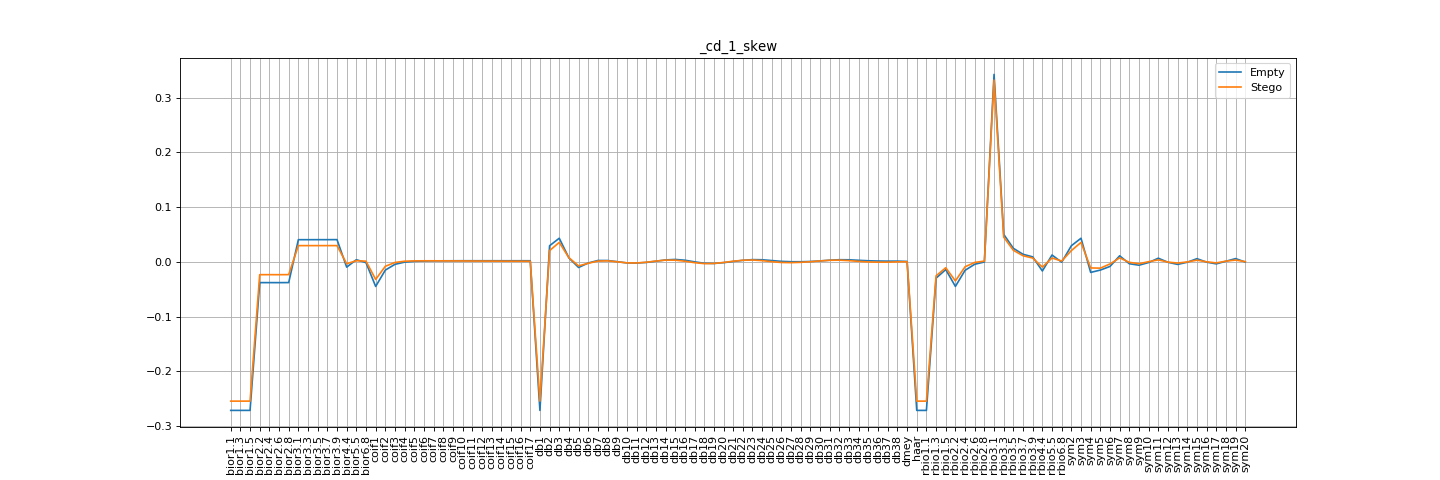 _cd_1_skew
Empty
Stego
0.3
0.2
0.1
0.0
−0.1
−0.2
−0.3
bior1.1
bior1.3
bior1.5
bior2.2
bior2.4
bior2.6
bior2.8
bior3.1
bior3.3
bior3.5
bior3.7
bior3.9
bior4.4
bior5.5
bior6.8
coif1
coif2
coif3
coif4
coif5
coif6
coif7
coif8
coif9
coif10
coif11
coif12
coif13
coif14
coif15
coif16
coif17
db1
db2
db3
db4
db5
db6
db7
db8
db9
db10
db11
db12
db13
db14
db15
db16
db17
db18
db19
db20
db21
db22
db23
db24
db25
db26
db27
db28
db29
db30
db31
db32
db33
db34
db35
db36
db37
db38
dmey
haar
rbio1.1
rbio1.3
rbio1.5
rbio2.2
rbio2.4
rbio2.6
rbio2.8
rbio3.1
rbio3.3
rbio3.5
rbio3.7
rbio3.9
rbio4.4
rbio5.5
rbio6.8
sym2
sym3
sym4
sym5
sym6
sym7
sym8
sym9
sym10
sym11
sym12
sym13
sym14
sym15
sym16
sym17
sym18
sym19
sym20